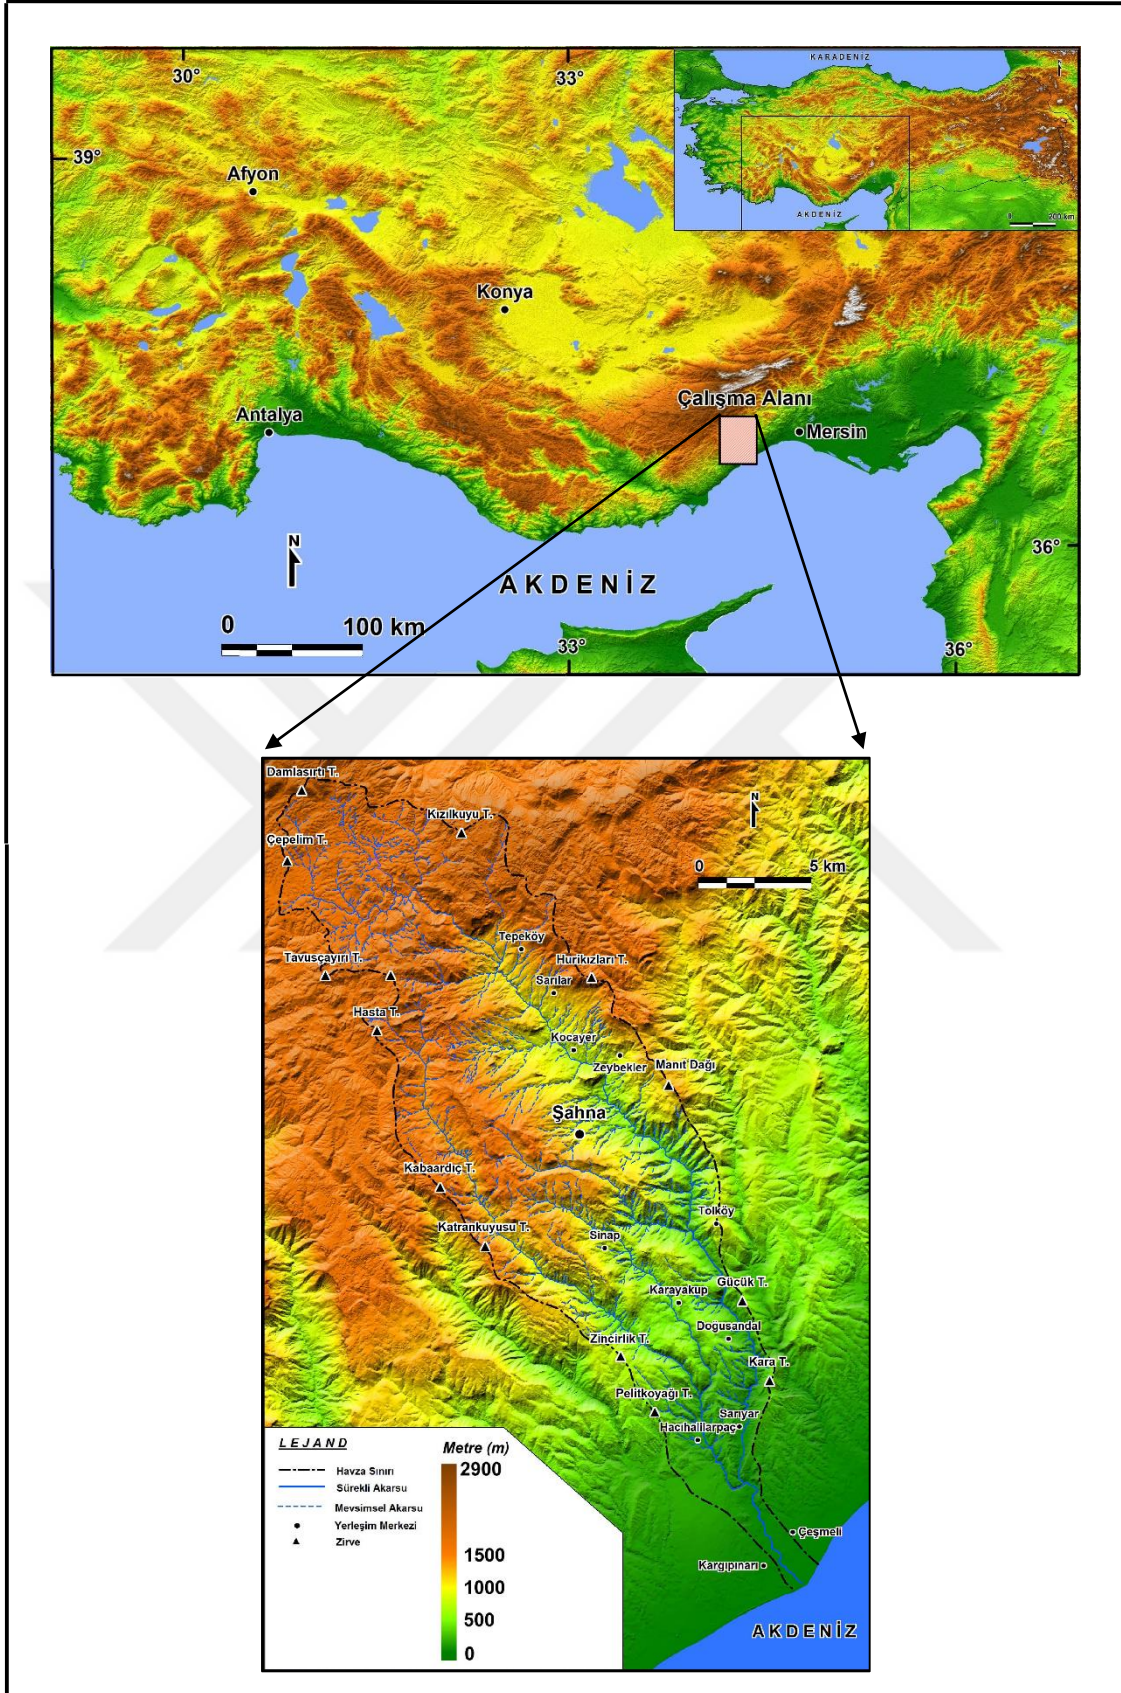 30°
33°
KARADENİZ
39°
Afyon
AKDENİZ
0
200 km
Konya
Çalışma Alanı
Antalya
Mersin
N
36°
AKDENİZ
0
100 km
33°
36°
Damlasırtı T.
Kızılkuyu T.
N
Çepelim T.
0
5 km
Tepeköy
Tavusçayırı T.
Hurikızları T.
Sarılar
Hasta T.
Kocayer
Zeybekler
Manıt Dağı
Şahna
Kabaardıç T.
Tolköy
Katrankuyusu T.
Sinap
Gücük T.
Karayakup
Doğusandal
Zincirlik T.
Kara T.
Pelitkoyağı T.
Sarıyar
Hacıhalilarpaç
LEJAND
Metre (m)
Havza Sınırı
2900
Sürekli Akarsu
Mevsimsel Akarsu
Yerleşim Merkezi
Çeşmeli
Zirve
1500
Kargıpınarı
1000
500
AKDENİZ
0